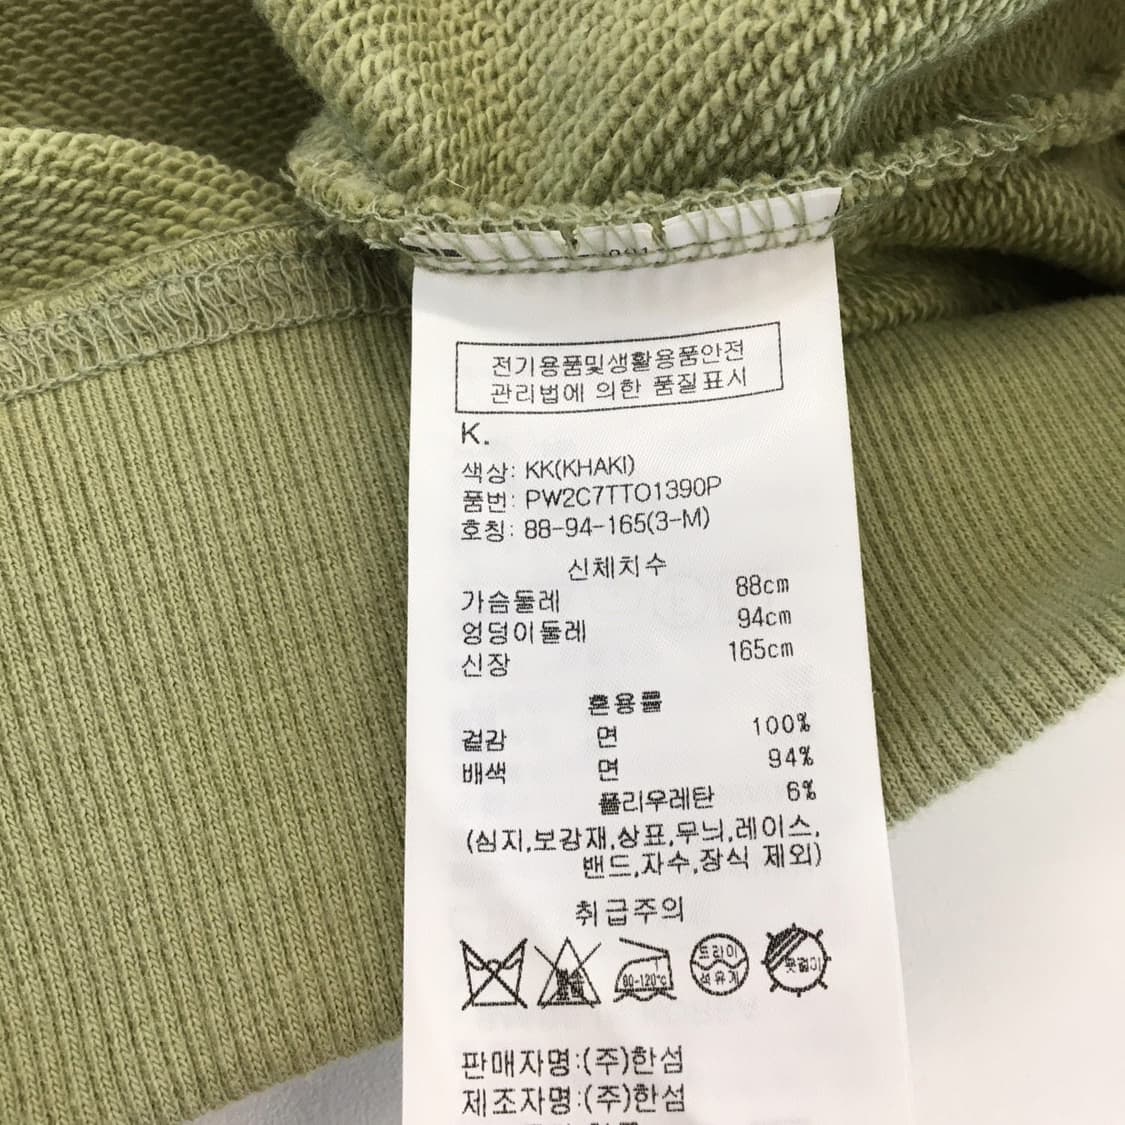 전기용품및생활용품안전
관리법에 의한 품질표시
K.
색상: KK(KHAKI)
품번: PW2C7TTO1390P
호칭: 88-94-165(3-M)
신체치수
가슴둘레 88cm
엉덩이둘레 94cm
신장 165cm
혼용률
겉감 면 100%
배색 면 94%
폴리우레탄 6%
(심지,보강재,상표,무늬,레이스,
밴드,자수,장식 제외)
취급주의
80-120℃
드라이
석유계
옷걸이
판매자명:(주)한섬
제조자명:(주)한섬